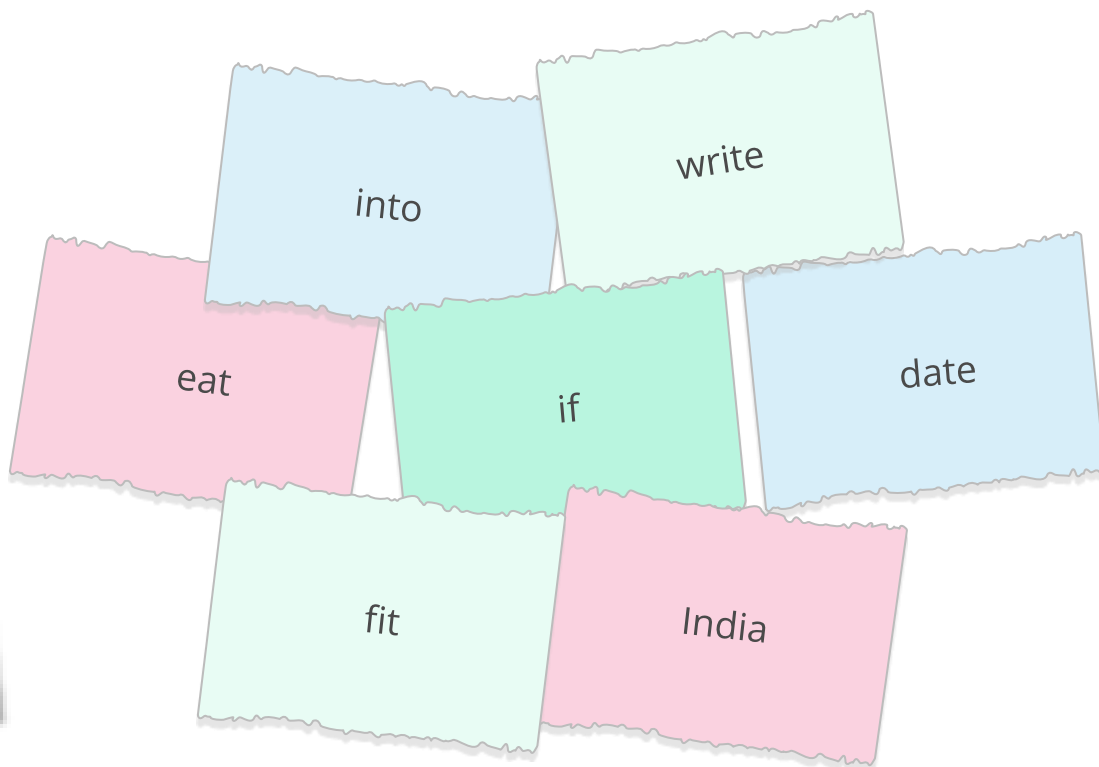 write
into
eat
if
date
fit
India